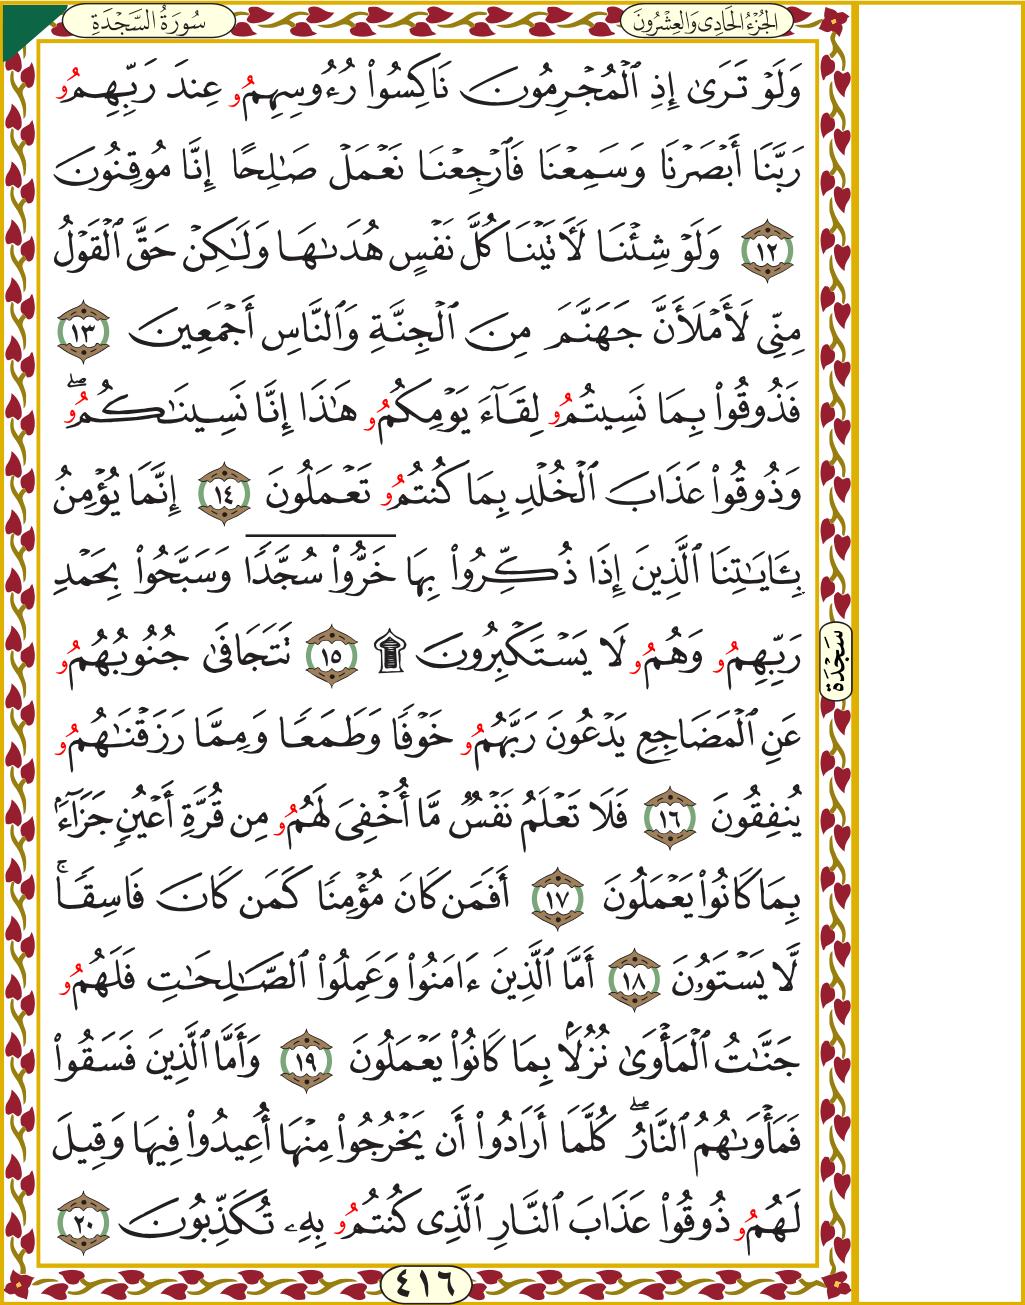 الجُزْءُ الحَادِى وَالعِشْرُونَ
سُورَةُ السَّجْدَةِ
وَلَوْ تَرَىٰ إِذِ ٱلْمُجْرِمُونَ نَاكِسُوا۟ رُءُوسِهِمُۥ عِندَ رَبِّهِمُۥ
رَبَّنَا أَبْصَرْنَا وَسَمِعْنَا فَٱرْجِعْنَا نَعْمَلْ صَـٰلِحًا إِنَّا مُوقِنُونَ
١٢ وَلَوْ شِئْنَا لَأَتَيْنَا كُلَّ نَفْسٍ هُدَىٰهَا وَلَـٰكِنْ حَقَّ ٱلْقَوْلُ
مِنِّى لَأَمْلَأَنَّ جَهَنَّمَ مِنَ ٱلْجِنَّةِ وَٱلنَّاسِ أَجْمَعِينَ ١٣
فَذُوقُوا۟ بِمَا نَسِيتُمُۥ لِقَآءَ يَوْمِكُمُۥ هَـٰذَا إِنَّا نَسِينَـٰكُمُۥ ۖ
وَذُوقُوا۟ عَذَابَ ٱلْخُلْدِ بِمَا كُنتُمُۥ تَعْمَلُونَ ١٤ إِنَّمَا يُؤْمِنُ
بِـَٔايَـٰتِنَا ٱلَّذِينَ إِذَا ذُكِّرُوا۟ بِهَا خَرُّوا۟ سُجَّدًا وَسَبَّحُوا۟ بِحَمْدِ
رَبِّهِمُۥ وَهُمُۥ لَا يَسْتَكْبِرُونَ ۩ ١٥ تَتَجَافَىٰ جُنُوبُهُمُۥ
سَجْدَة
عَنِ ٱلْمَضَاجِعِ يَدْعُونَ رَبَّهُمُۥ خَوْفًا وَطَمَعًا وَمِمَّا رَزَقْنَـٰهُمُۥ
يُنفِقُونَ ١٦ فَلَا تَعْلَمُ نَفْسٌ مَّا أُخْفِىَ لَهُمُۥ مِن قُرَّةِ أَعْيُنٍ جَزَآءًۢ
بِمَا كَانُوا۟ يَعْمَلُونَ ١٧ أَفَمَن كَانَ مُؤْمِنًا كَمَن كَانَ فَاسِقًا ۚ
لَّا يَسْتَوُۥنَ ١٨ أَمَّا ٱلَّذِينَ ءَامَنُوا۟ وَعَمِلُوا۟ ٱلصَّـٰلِحَـٰتِ فَلَهُمُۥ
جَنَّـٰتُ ٱلْمَأْوَىٰ نُزُلًۢا بِمَا كَانُوا۟ يَعْمَلُونَ ١٩ وَأَمَّا ٱلَّذِينَ فَسَقُوا۟
فَمَأْوَىٰهُمُ ٱلنَّارُ ۖ كُلَّمَا أَرَادُوا۟ أَن يَخْرُجُوا۟ مِنْهَا أُعِيدُوا۟ فِيهَا وَقِيلَ
لَهُمُۥ ذُوقُوا۟ عَذَابَ ٱلنَّارِ ٱلَّذِى كُنتُمُۥ بِهِۦ تُكَذِّبُونَ ٢٠
٤١٦